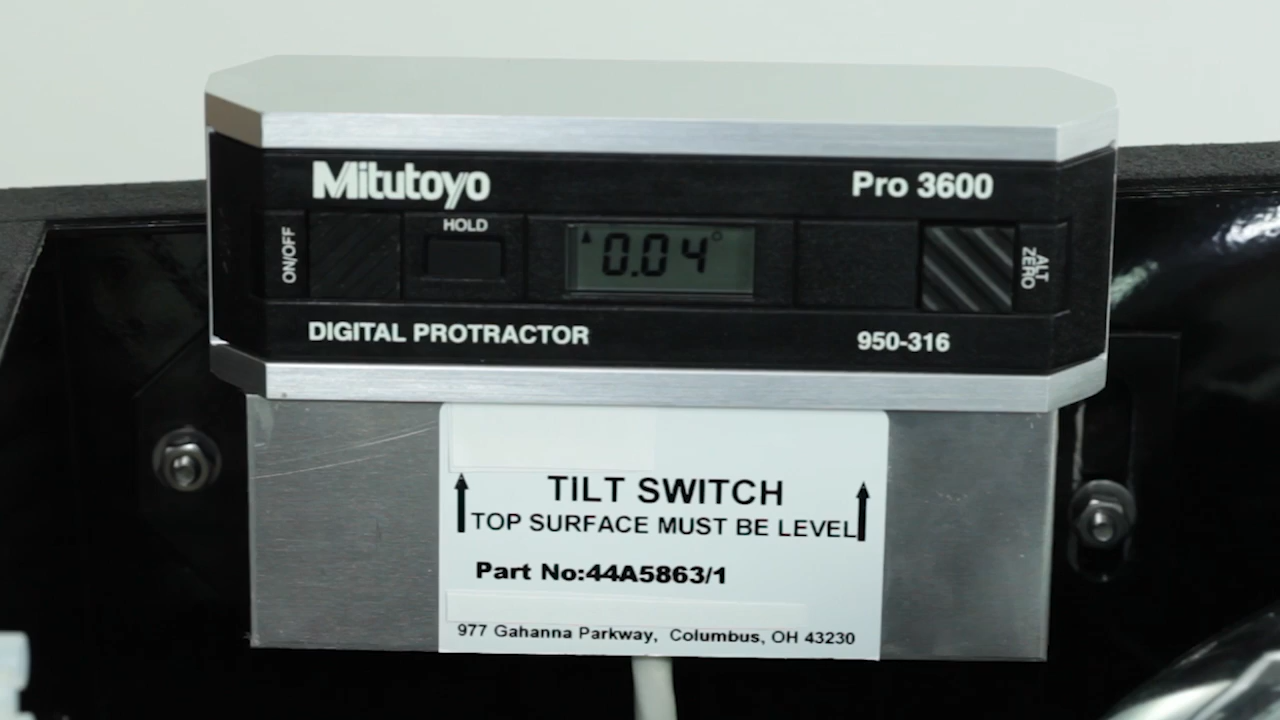 Mitutoyo
Pro 3600
ON/OFF
HOLD
0.04°
ALT
ZERO
DIGITAL PROTRACTOR
950-316
TILT SWITCH
TOP SURFACE MUST BE LEVEL
Part No:44A5863/1
977 Gahanna Parkway, Columbus, OH 43230